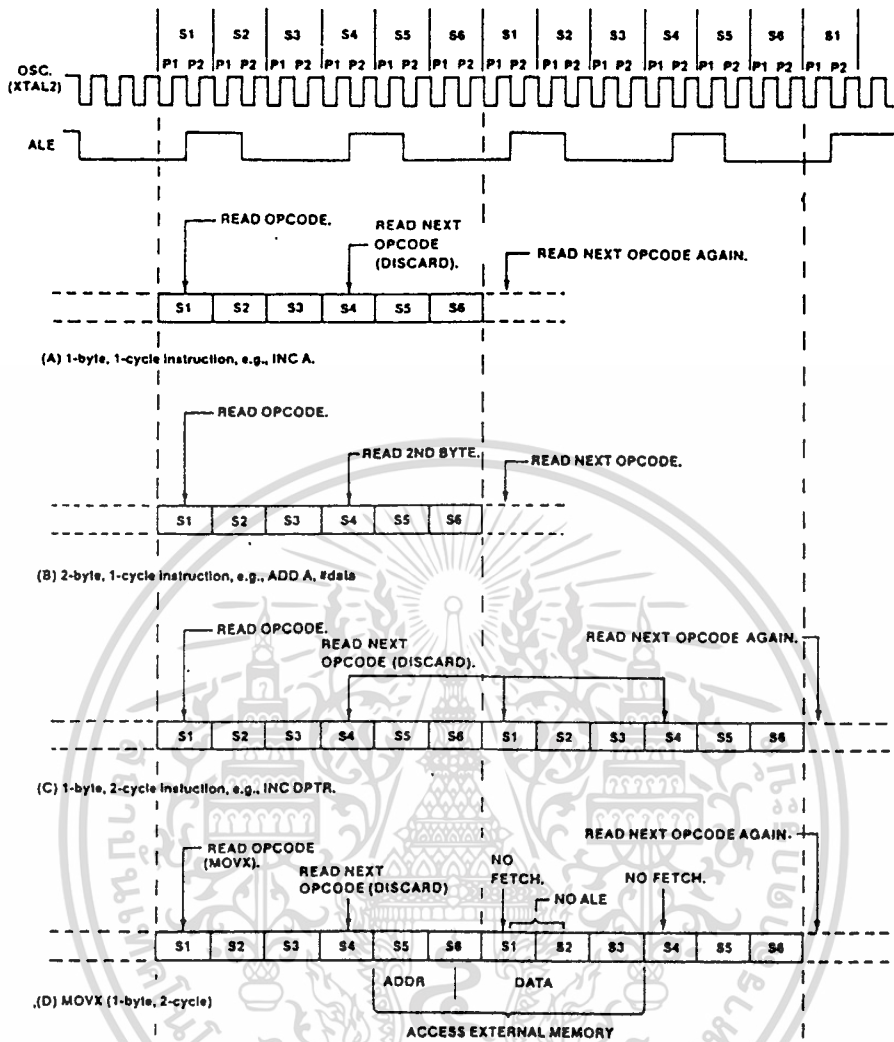 S1 S2 S3 S4 S5 S6 S1 S2 S3 S4 S5 S6 S1
P1 P2 P1 P2 P1 P2 P1 P2 P1 P2 P1 P2 P1 P2 P1 P2 P1 P2 P1 P2 P1 P2 P1 P2 P1 P2
OSC.
(XTAL2)
ALE
READ OPCODE.
READ NEXT
OPCODE
(DISCARD).
READ NEXT OPCODE AGAIN.
S1 S2 S3 S4 S5 S6
(A) 1-byte, 1-cycle instruction, e.g., INC A.
READ OPCODE.
READ 2ND BYTE.
READ NEXT OPCODE.
S1 S2 S3 S4 S5 S6
(B) 2-byte, 1-cycle instruction, e.g., ADD A, #data
READ OPCODE.
READ NEXT
OPCODE (DISCARD).
READ NEXT OPCODE AGAIN.
S1 S2 S3 S4 S5 S6 S1 S2 S3 S4 S5 S6
(C) 1-byte, 2-cycle instuction, e.g., INC DPTR.
READ OPCODE
(MOVX).
READ NEXT
OPCODE (DISCARD)
NO
FETCH.
NO ALE
NO FETCH.
READ NEXT OPCODE AGAIN.
S1 S2 S3 S4 S5 S6 S1 S2 S3 S4 S5 S6
ADDR DATA
(D) MOVX (1-byte, 2-cycle)
ACCESS EXTERNAL MEMORY